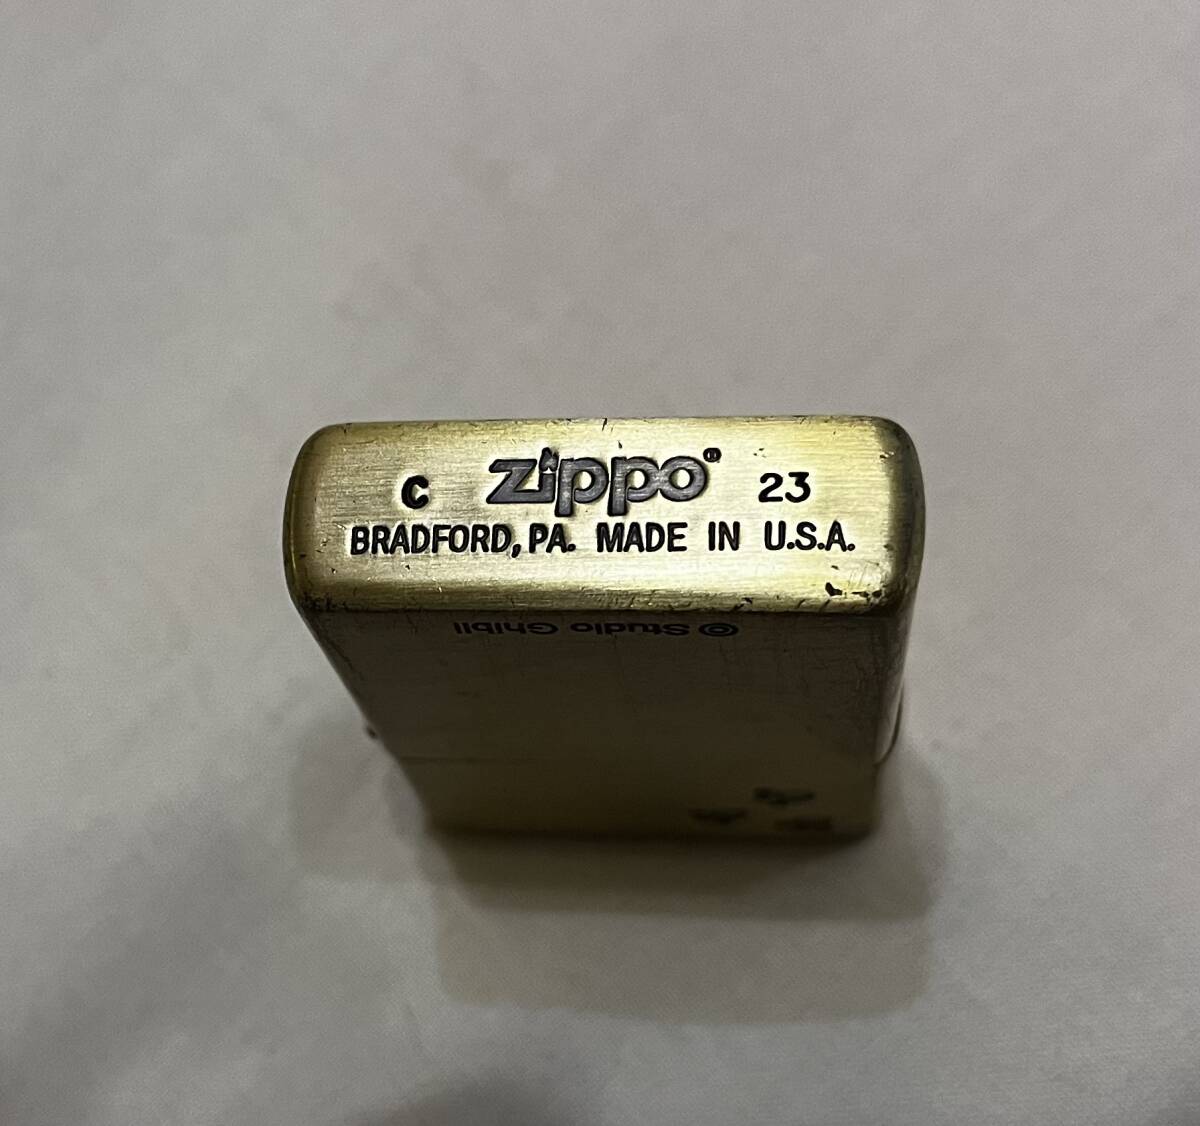 C zippo® 23
BRADFORD, PA. MADE IN U.S.A.
© Studio Ghibli